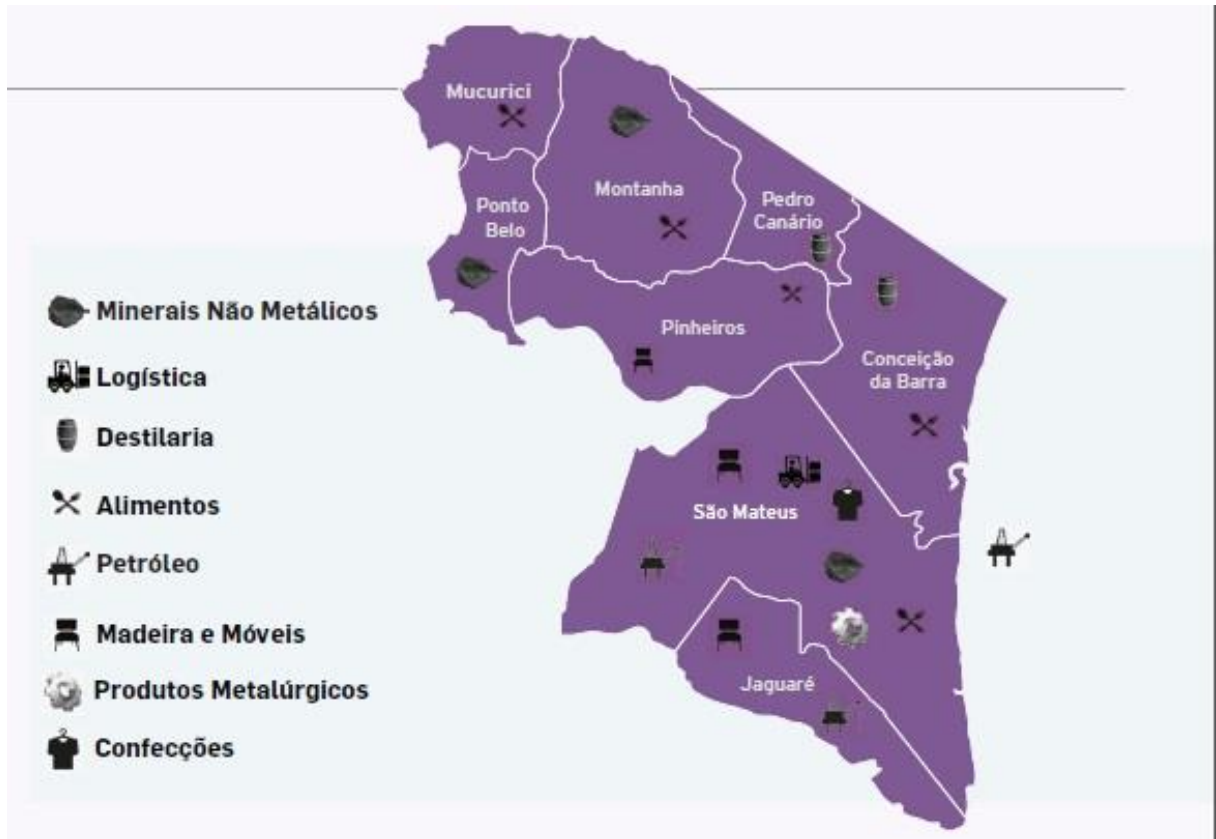 Mucurici
Montanha
Ponto
Belo
Pedro
Canário
Pinheiros
Conceição
da Barra
São Mateus
Jaguaré
Minerais Não Metálicos
Logística
Destilaria
Alimentos
Petróleo
Madeira e Móveis
Produtos Metalúrgicos
Confecções